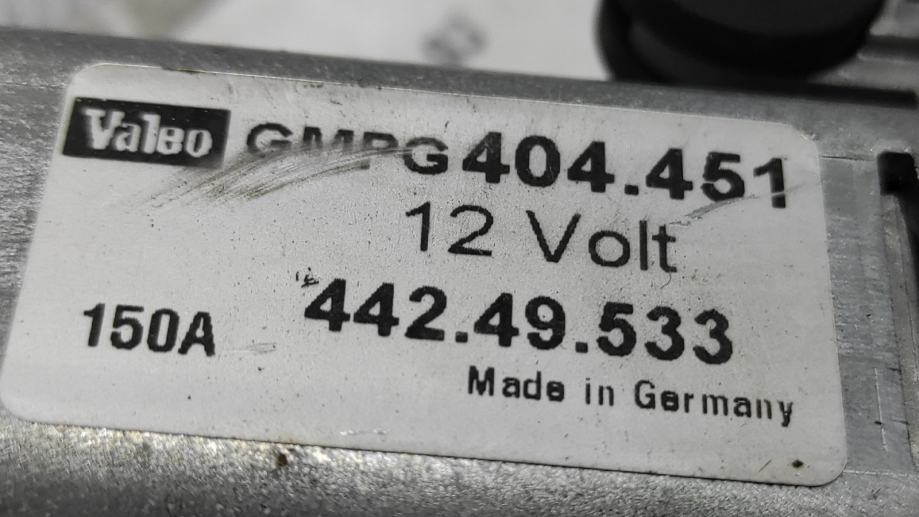 Valeo GMPG404.451
12 Volt
442.49.533
150A
Made in Germany